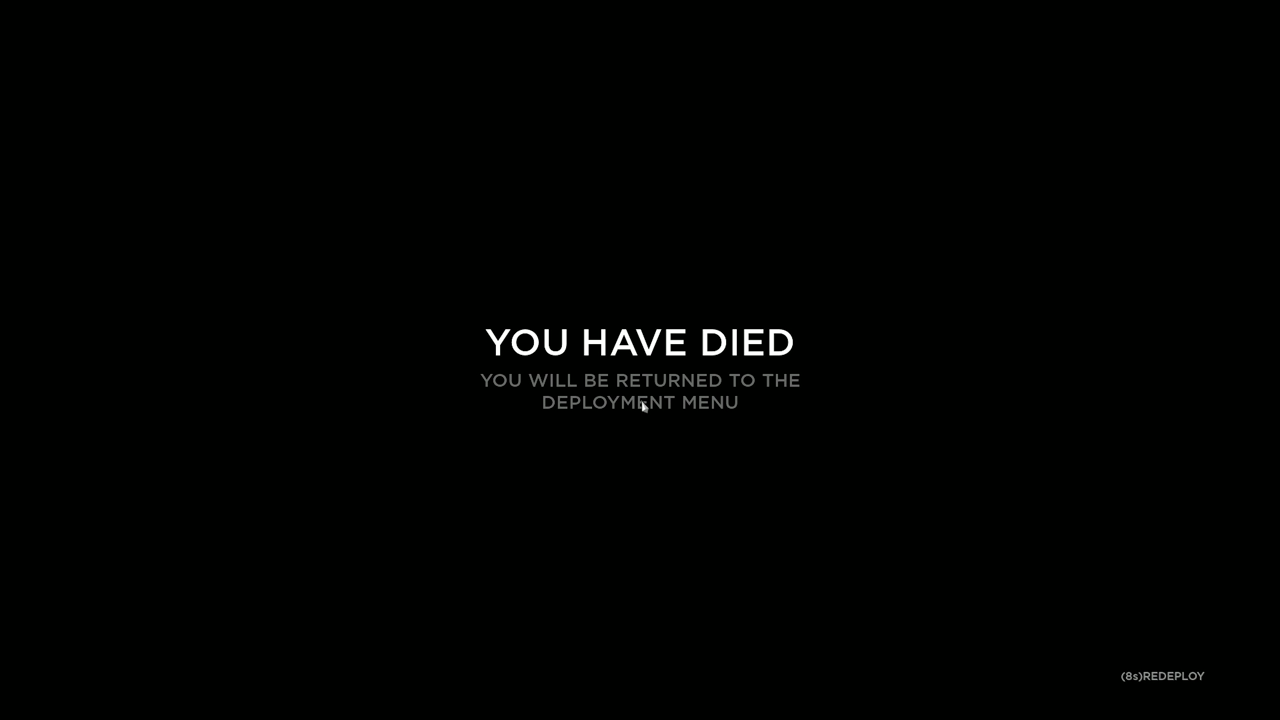 YOU HAVE DIED
YOU WILL BE RETURNED TO THE
DEPLOYMENT MENU
(8s)REDEPLOY